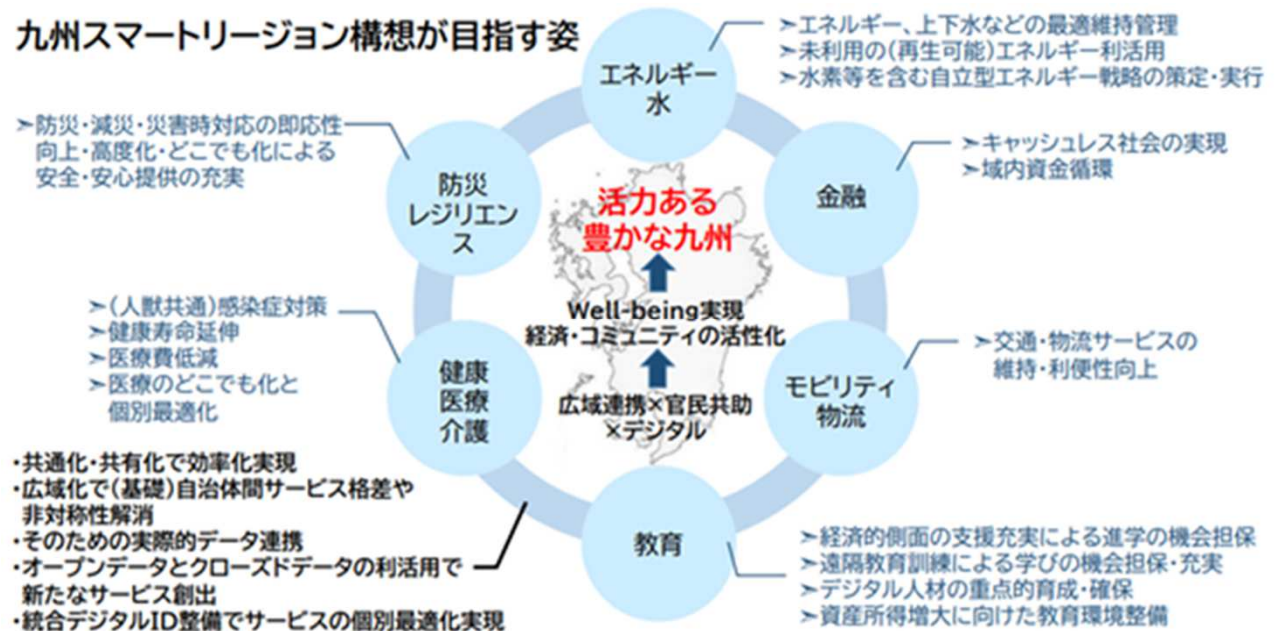 九州スマートリージョン構想が目指す姿
エネルギー
水
➣エネルギー、上下水などの最適維持管理
➣未利用の(再生可能)エネルギー利活用
➣水素等を含む自立型エネルギー戦略の策定・実行
➣防災・減災・災害時対応の即応性
向上・高度化・どこでも化による
安全・安心提供の充実
防災
レジリエン
ス
金融
➣キャッシュレス社会の実現
➣域内資金循環
活力ある
豊かな九州
Well-being実現
経済・コミュニティの活性化
広域連携×官民共助
×デジタル
➣(人獣共通)感染症対策
➣健康寿命延伸
➣医療費低減
➣医療のどこでも化と
個別最適化
健康
医療
介護
モビリティ
物流
➣交通・物流サービスの
維持・利便性向上
・共通化・共有化で効率化実現
・広域化で(基礎)自治体間サービス格差や
非対称性解消
・そのための実際的データ連携
・オープンデータとクローズドデータの利活用で
新たなサービス創出
・統合デジタルID整備でサービスの個別最適化実現
教育
➣経済的側面の支援充実による進学の機会担保
➣遠隔教育訓練による学びの機会担保・充実
➣デジタル人材の重点的育成・確保
➣資産所得増大に向けた教育環境整備